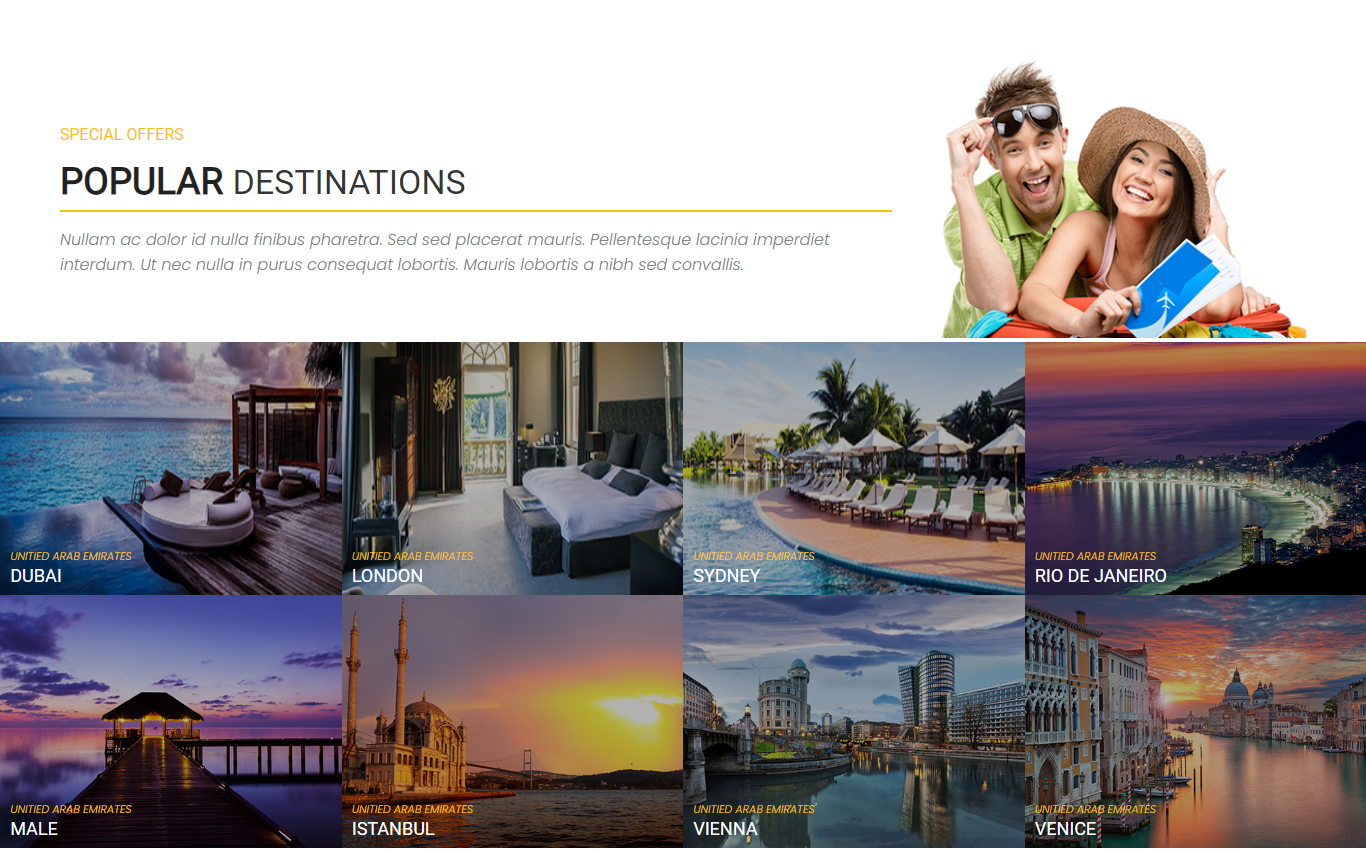 SPECIAL OFFERS
POPULAR DESTINATIONS
Nullam ac dolor id nulla finibus pharetra. Sed sed placerat mauris. Pellentesque lacinia imperdiet
interdum. Ut nec nulla in purus consequat lobortis. Mauris lobortis a nibh sed convallis.
UNITIED ARAB EMIRATES
DUBAI
UNITIED ARAB EMIRATES
LONDON
UNITIED ARAB EMIRATES
SYDNEY
UNITIED ARAB EMIRATES
RIO DE JANEIRO
UNITIED ARAB EMIRATES
MALE
UNITIED ARAB EMIRATES
ISTANBUL
UNITIED ARAB EMIRATES
VIENNA
UNITIED ARAB EMIRATES
VENICE